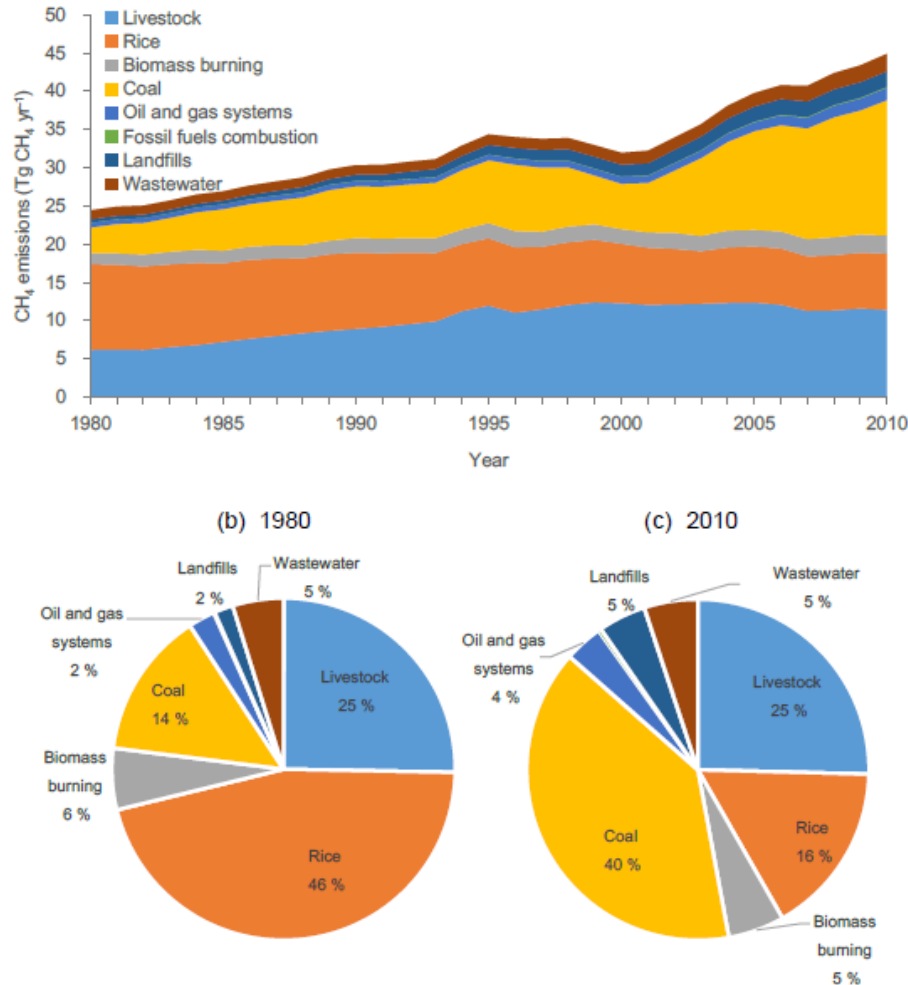 50
45
40
35
30
25
20
15
10
5
0
CH₄ emissions (Tg CH₄ yr⁻¹)
Livestock
Rice
Biomass burning
Coal
Oil and gas systems
Fossil fuels combustion
Landfills
Wastewater
1980 1985 1990 1995 2000 2005 2010
Year
(b) 1980
Landfills
2 %
Wastewater
5 %
Oil and gas
systems
2 %
Coal
14 %
Biomass
burning
6 %
Livestock
25 %
Rice
46 %
(c) 2010
Landfills
5 %
Wastewater
5 %
Oil and gas
systems
4 %
Livestock
25 %
Coal
40 %
Rice
16 %
Biomass
burning
5 %